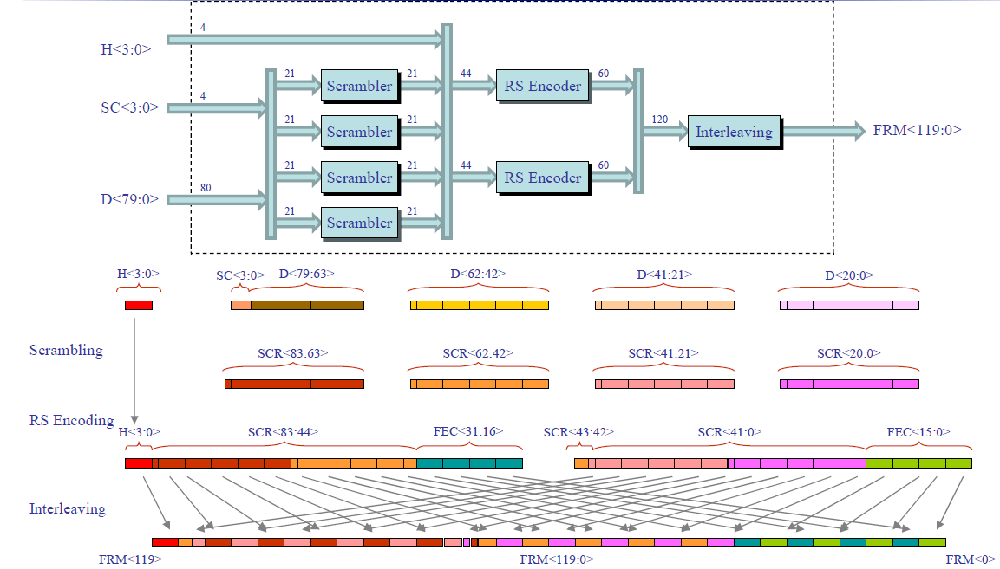 4
H<3:0>
21 21 44 60
Scrambler RS Encoder
4
SC<3:0>
21 21 120
Scrambler Interleaving FRM<119:0>
21 21 44 60
Scrambler RS Encoder
80
D<79:0>
21 21
Scrambler
H<3:0> SC<3:0> D<79:63> D<62:42> D<41:21> D<20:0>
Scrambling
SCR<83:63> SCR<62:42> SCR<41:21> SCR<20:0>
RS Encoding
H<3:0> SCR<83:44> FEC<31:16> SCR<43:42> SCR<41:0> FEC<15:0>
Interleaving
FRM<119> FRM<119:0> FRM<0>